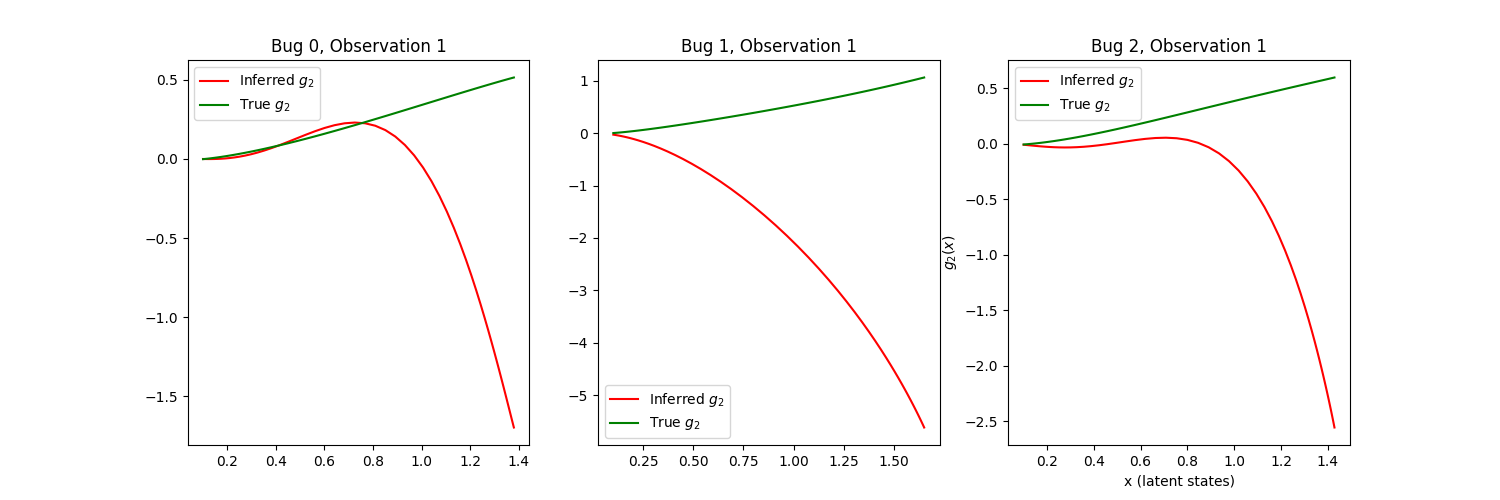 Bug 0, Observation 1
Inferred g₂
True g₂
0.5
0.0
−0.5
−1.0
−1.5
0.2 0.4 0.6 0.8 1.0 1.2 1.4
Bug 1, Observation 1
1
0
−1
−2
−3
−4
−5
Inferred g₂
True g₂
0.25 0.50 0.75 1.00 1.25 1.50
Bug 2, Observation 1
Inferred g₂
True g₂
g₂(x)
0.5
0.0
−0.5
−1.0
−1.5
−2.0
−2.5
0.2 0.4 0.6 0.8 1.0 1.2 1.4
x (latent states)